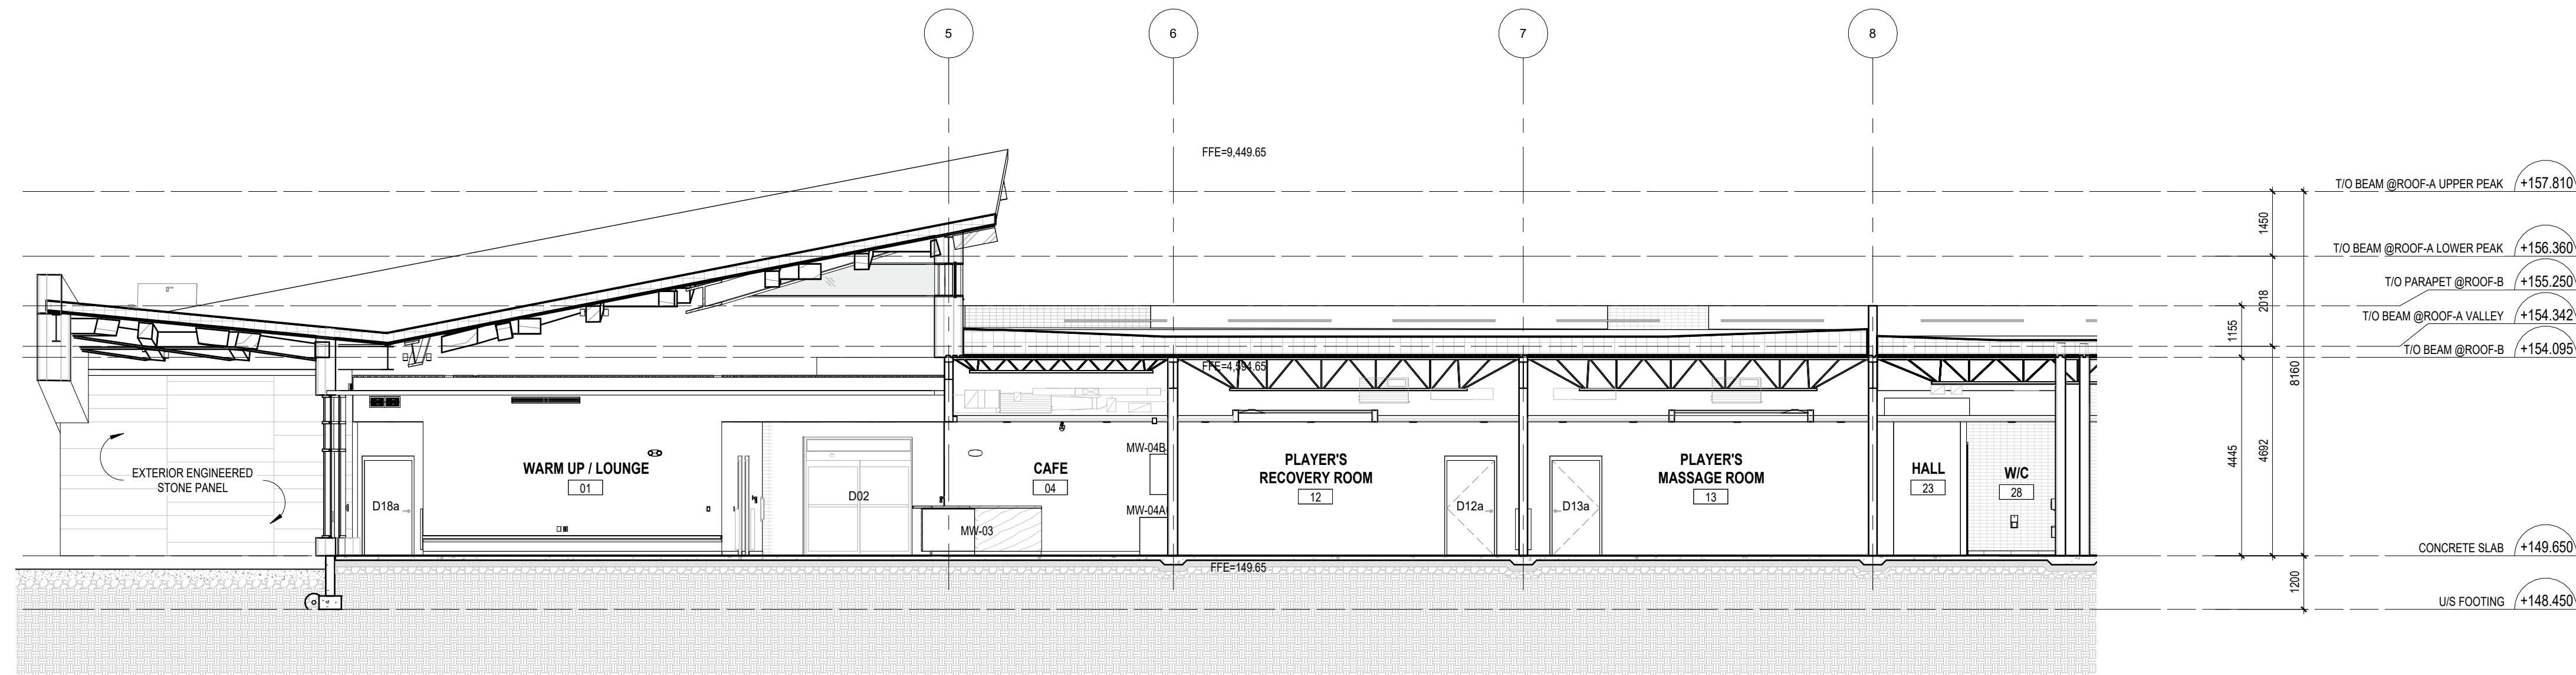 5
6
7
8
FFE=9,449.65
T/O BEAM @ROOF-A UPPER PEAK +157.810
1450
T/O BEAM @ROOF-A LOWER PEAK +156.360
T/O PARAPET @ROOF-B +155.250
2018
T/O BEAM @ROOF-A VALLEY +154.342
1155
T/O BEAM @ROOF-B +154.095
FFE=4,594.65
8160
EXTERIOR ENGINEERED
STONE PANEL
D18a
WARM UP / LOUNGE
01
D02
CAFE
04
MW-03
MW-04B
MW-04A
PLAYER'S
RECOVERY ROOM
12
D12a
D13a
PLAYER'S
MASSAGE ROOM
13
HALL
23
W/C
28
4445
4692
CONCRETE SLAB +149.650
FFE=149.65
1200
U/S FOOTING +148.450